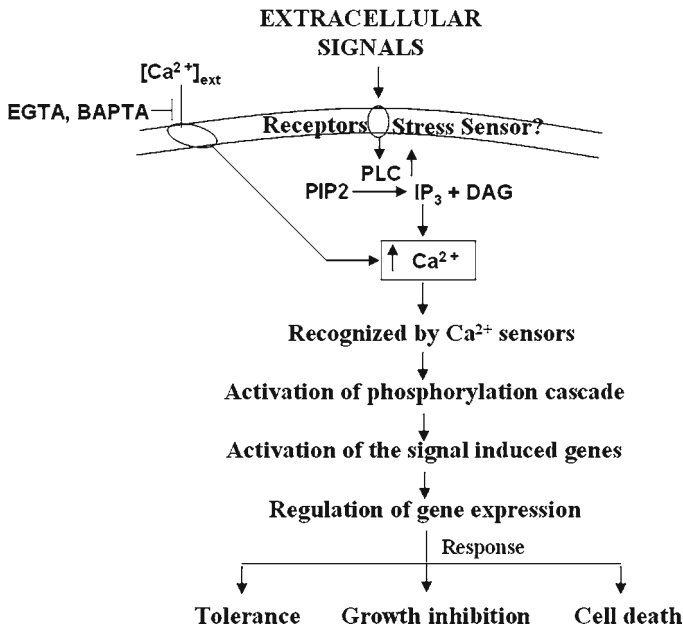 EXTRACELLULAR
SIGNALS
[Ca²⁺]ext
EGTA, BAPTA
Receptors Stress Sensor?
PLC
PIP2 IP₃ + DAG
Ca²⁺
Recognized by Ca²⁺ sensors
Activation of phosphorylation cascade
Activation of the signal induced genes
Regulation of gene expression
Response
Tolerance Growth inhibition Cell death